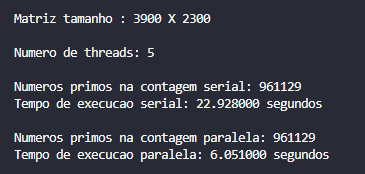 Matriz tamanho : 3900 X 2300
Numero de threads: 5
Numeros primos na contagem serial: 961129
Tempo de execucao serial: 22.928000 segundos
Numeros primos na contagem paralela: 961129
Tempo de execucao paralela: 6.051000 segundos